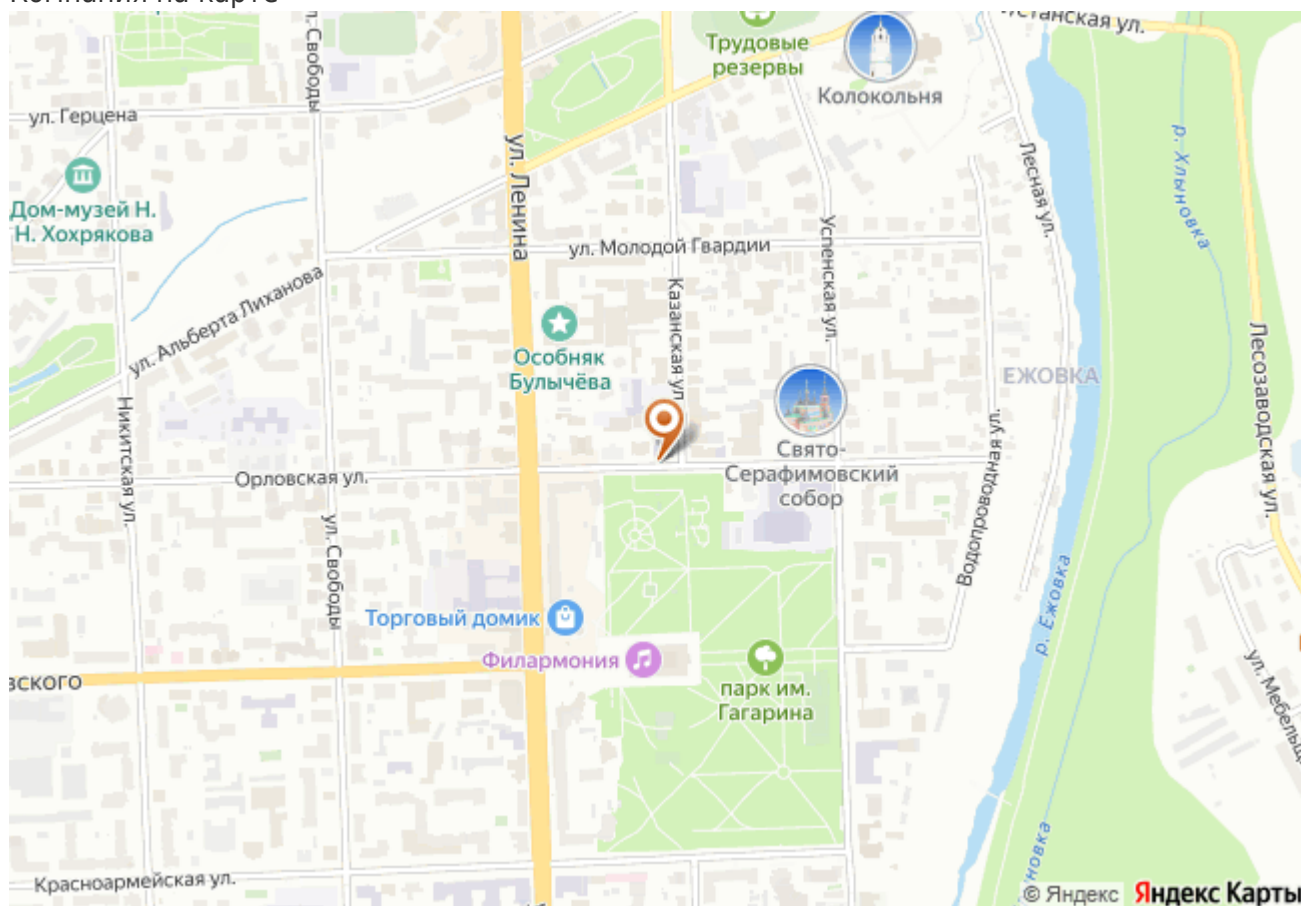 ул. Свободы
ул. Ленина
Трудовые
резервы
Колокольня
ул. Герцена
Дом-музей Н.
Н. Хохрякова
ул. Молодой Гвардии
Успенская ул.
Лесная ул.
р. Хлыновка
Казанская ул
ул. Альберта Лиханова
Особняк
Булычёва
ЕЖОВКА
Лесозаводская ул.
Никитская ул.
Свято-
Серафимовский
собор
Орловская ул.
Водопроводная ул.
ул. Свободы
р. Ежовка
Торговый домик
Филармония
парк им.
Гагарина
вского
Красноармейская ул.
© Яндекс Яндекс Карты